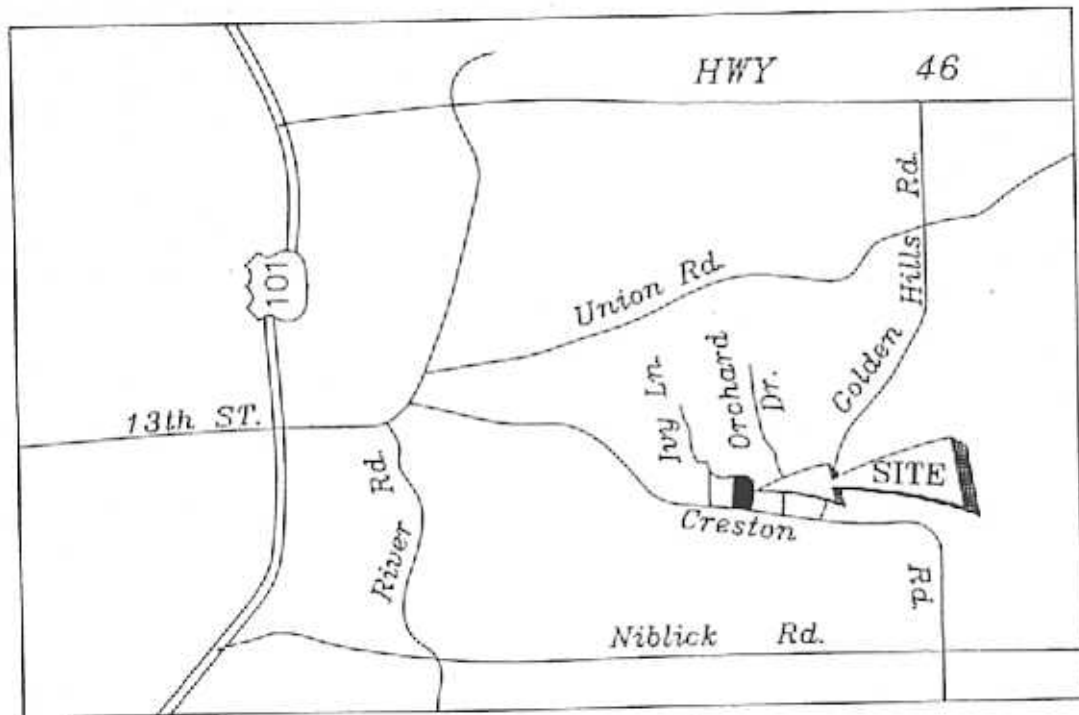 HWY 46
Golden Hills Rd.
101
Union Rd.
Orchard Dr.
Ivy Ln.
13th ST.
SITE
River Rd.
Creston Rd.
Niblick Rd.